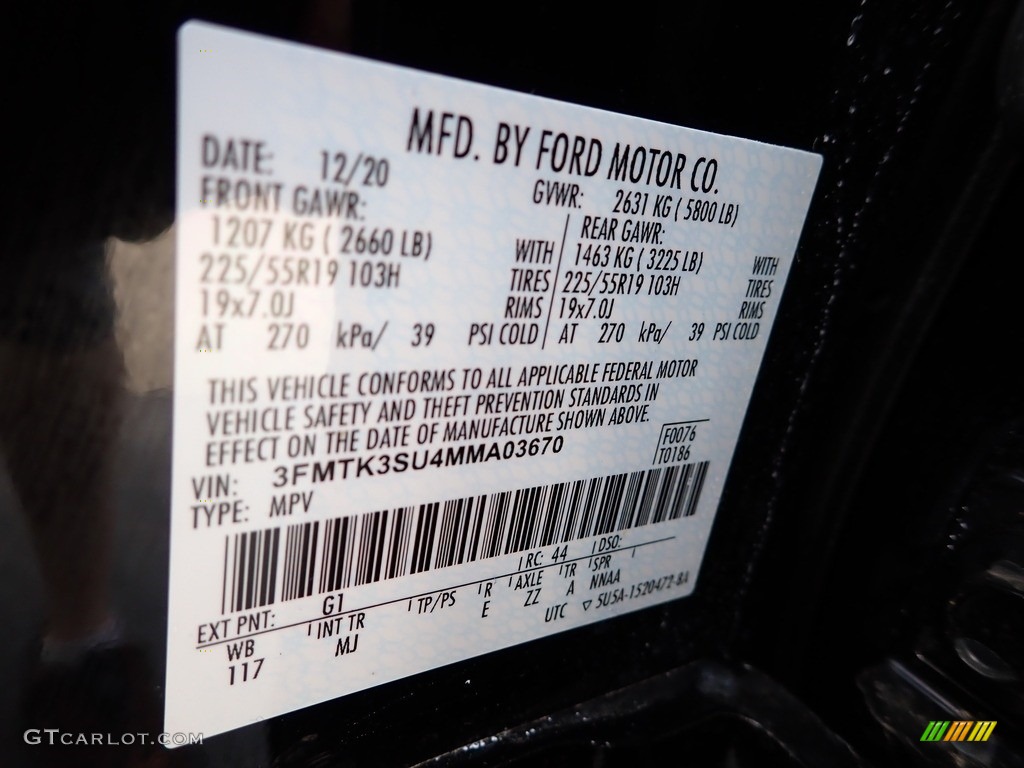 MFD. BY FORD MOTOR CO.
DATE: 12/20 GVWR: 2631 KG ( 5800 LB)
FRONT GAWR: REAR GAWR:
1207 KG ( 2660 LB) WITH 1463 KG ( 3225 LB) WITH
225/55R19 103H TIRES 225/55R19 103H TIRES
19x7.0J RIMS 19x7.0J RIMS
AT 270 kPa/ 39 PSI COLD AT 270 kPa/ 39 PSI COLD
THIS VEHICLE CONFORMS TO ALL APPLICABLE FEDERAL MOTOR
VEHICLE SAFETY AND THEFT PREVENTION STANDARDS IN
EFFECT ON THE DATE OF MANUFACTURE SHOWN ABOVE.
VIN: 3FMTK3SU4MMA03670 F0076
TYPE: MPV T0186
EXT PNT: G1 RC: 44 DSO:
WB INT TR TP/PS R AXLE TR SPR
117 MJ E ZZ A NNAA
UTC ▽ 5U5A-1520472-BA
GTCARLOT.COM